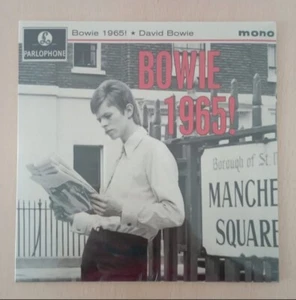 PARLOPHONE
Bowie 1965! ★ David Bowie
mono
BOWIE
1965!
Borough of St.
MANCHE
SQUARE